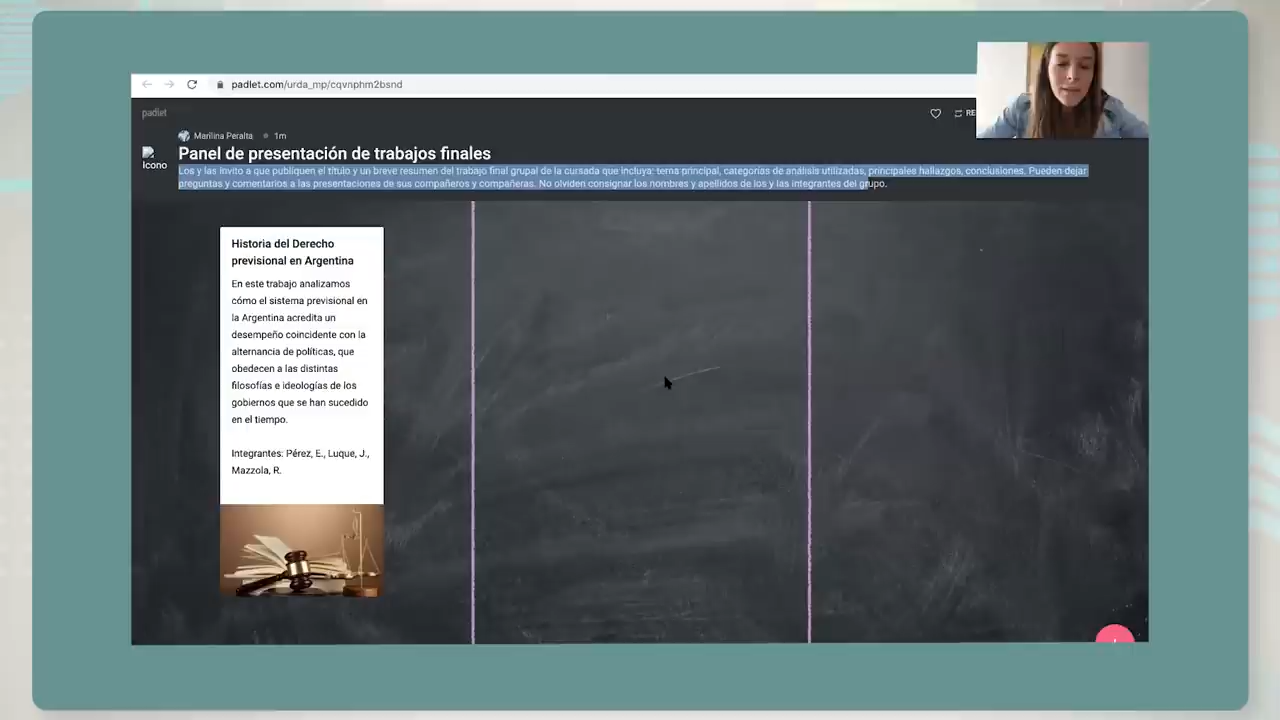 padlet.com/urda_mp/cqvnphm2bsnd
padlet
RE
Marilina Peralta 1m
Icono
Panel de presentación de trabajos finales
Los y las invito a que publiquen el título y un breve resumen del trabajo final grupal de la cursada que incluya: tema principal, categorías de análisis utilizadas, principales hallazgos, conclusiones. Pueden dejar
preguntas y comentarios a las presentaciones de sus compañeros y compañeras. No olviden consignar los nombres y apellidos de los y las integrantes del grupo.
Historia del Derecho
previsional en Argentina
En este trabajo analizamos
cómo el sistema previsional en
la Argentina acredita un
desempeño coincidente con la
alternancia de políticas, que
obedecen a las distintas
filosofías e ideologías de los
gobiernos que se han sucedido
en el tiempo.
Integrantes: Pérez, E., Luque, J.,
Mazzola, R.